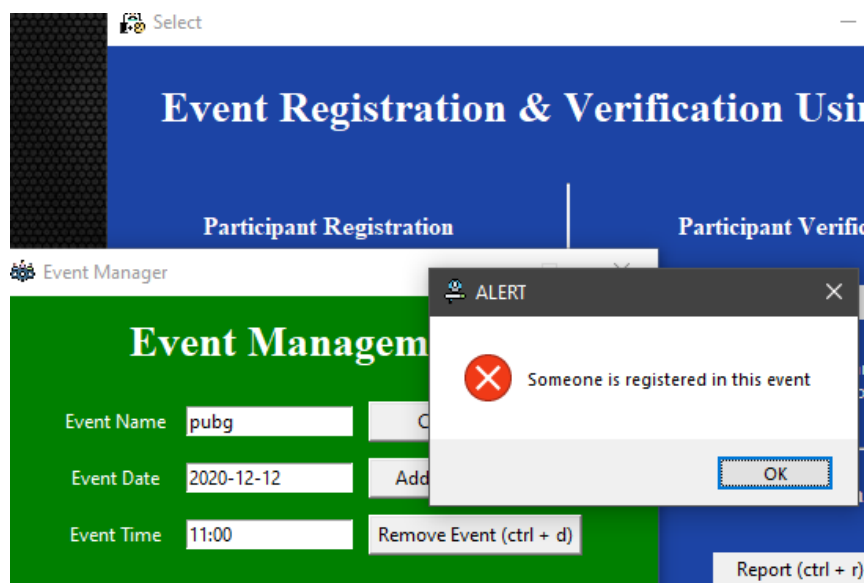 Select
Event Registration & Verification Usin
Participant Registration
Participant Verific
Event Manager
ALERT
Event Managem
Someone is registered in this event
Event Name pubg
Event Date 2020-12-12 Add
OK
Event Time 11:00 Remove Event (ctrl + d)
Report (ctrl + r)